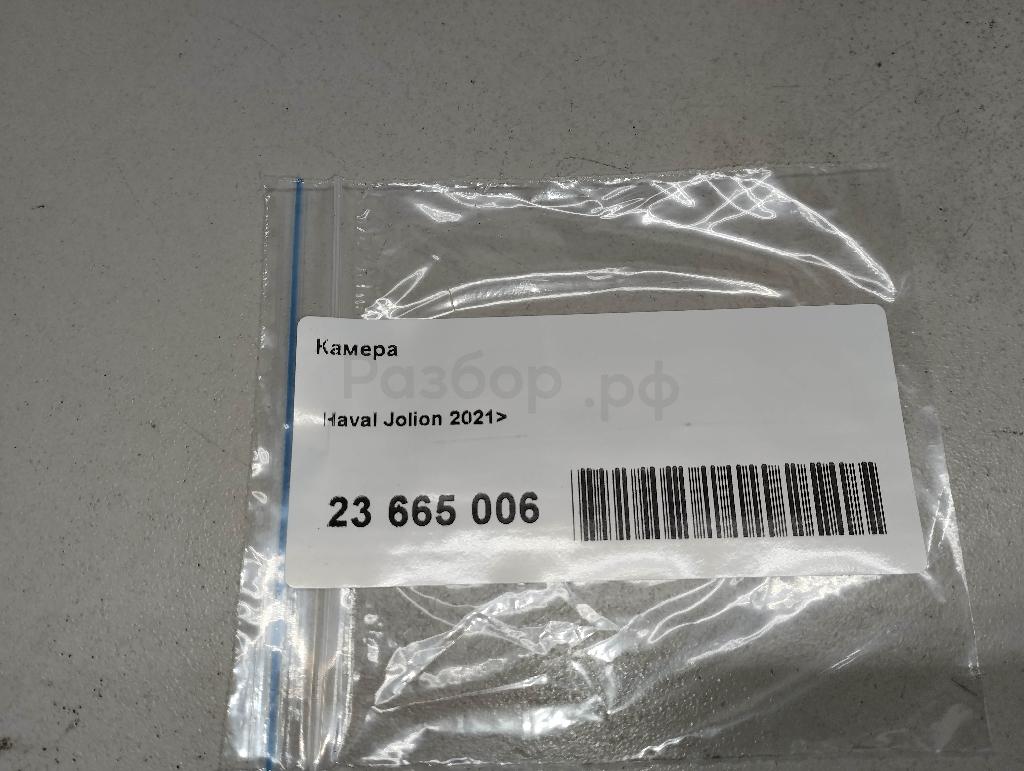 Камера
Разбор.рф
Haval Jolion 2021>
23 665 006